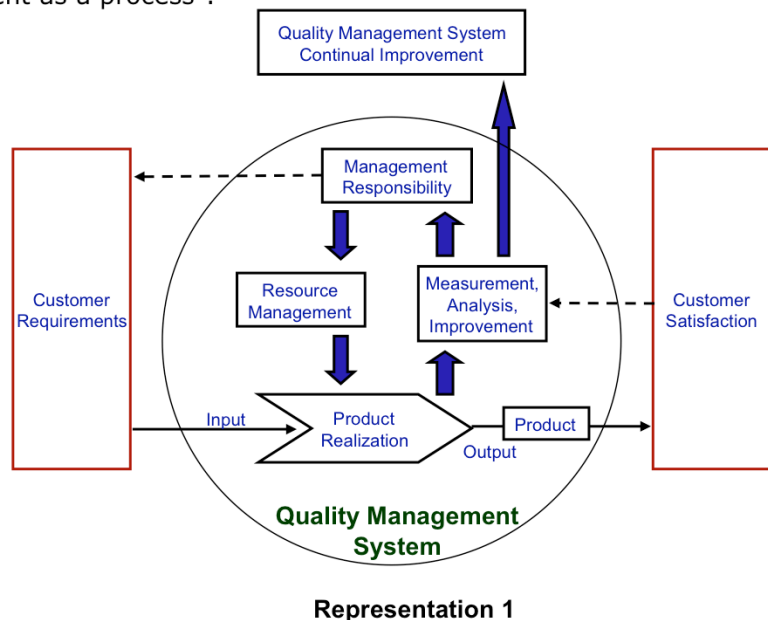 ent as a process".
Quality Management System
Continual Improvement
Management
Responsibility
Customer
Requirements
Resource
Management
Measurement,
Analysis,
Improvement
Customer
Satisfaction
Input
Product
Realization
Output
Product
Quality Management
System
Representation 1